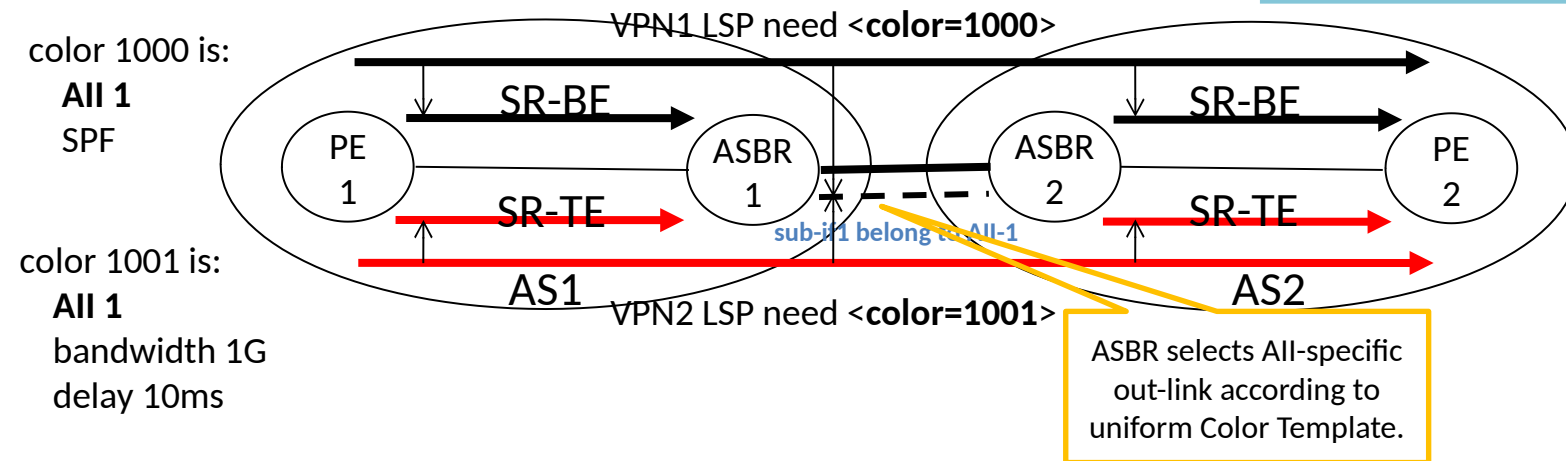 VPN1 LSP need <color=1000>
color 1000 is:
AII 1
SPF
SR-BE
SR-BE
PE
1
ASBR
1
ASBR
2
PE
2
SR-TE
SR-TE
sub-if1 belong to AII-1
color 1001 is:
AII 1
bandwidth 1G
delay 10ms
AS1
AS2
VPN2 LSP need <color=1001>
ASBR selects AII-specific
out-link according to
uniform Color Template.